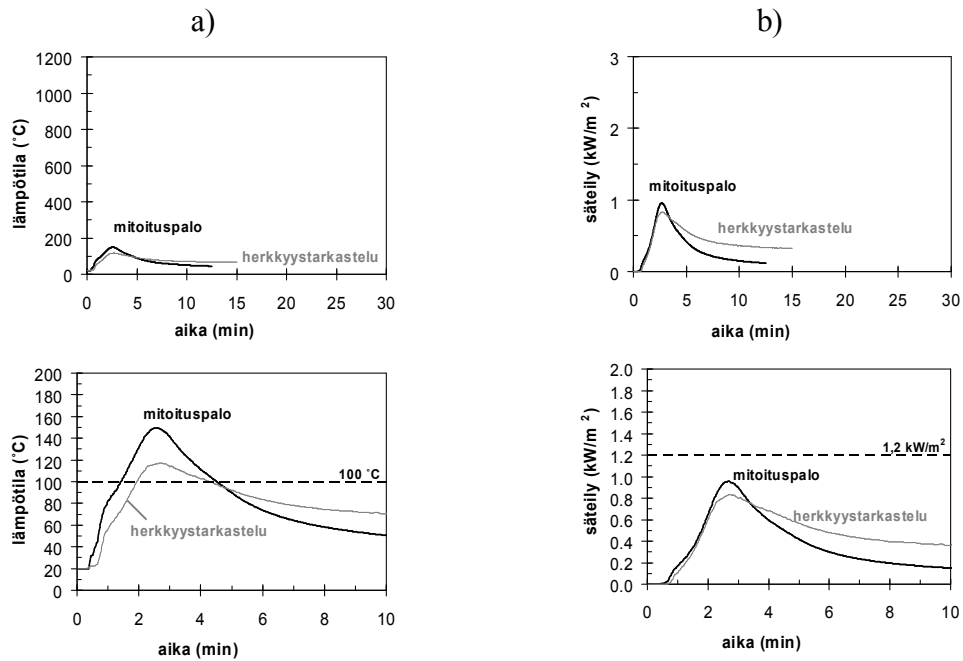 a)
b)
lämpötila (˚C)
1200
1000
800
600
400
200
0
mitoituspalo
herkkyystarkastelu
0 5 10 15 20 25 30
aika (min)
säteily (kW/m ²)
3
2
1
0
mitoituspalo
herkkyystarkastelu
0 5 10 15 20 25 30
aika (min)
lämpötila (˚C)
200
180
160
140
120
100
80
60
40
20
0
mitoituspalo
100 ˚C
herkkyystarkastelu
0 2 4 6 8 10
aika (min)
säteily (kW/m ²)
2.0
1.8
1.6
1.4
1.2
1.0
0.8
0.6
0.4
0.2
0.0
1,2 kW/m²
mitoituspalo
herkkyystarkastelu
0 2 4 6 8 10
aika (min)